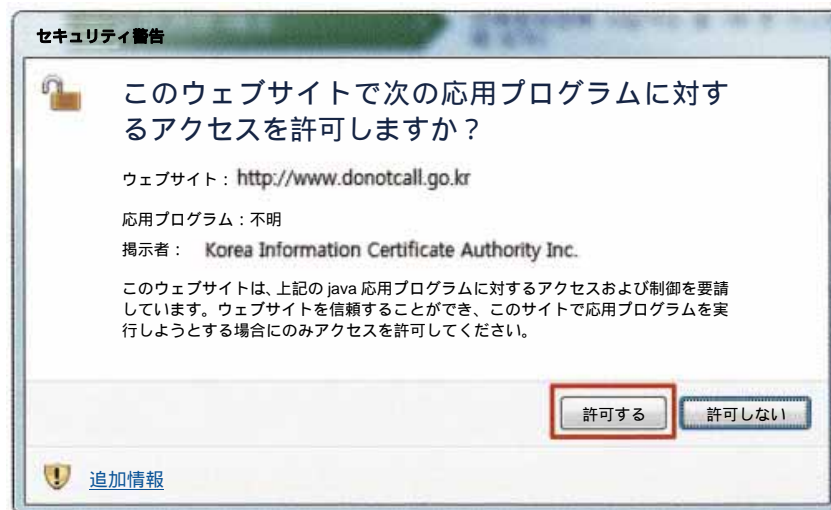 セキュリティ警告
このウェブサイトで次の応用プログラムに対す
るアクセスを許可しますか？
ウェブサイト：http://www.donotcall.go.kr
応用プログラム：不明
掲示者： Korea Information Certificate Authority Inc.
このウェブサイトは、上記の java 応用プログラムに対するアクセスおよび制御を要請
しています。ウェブサイトを信頼することができ、このサイトで応用プログラムを実
行しようとする場合にのみアクセスを許可してください。
許可する 許可しない
追加情報